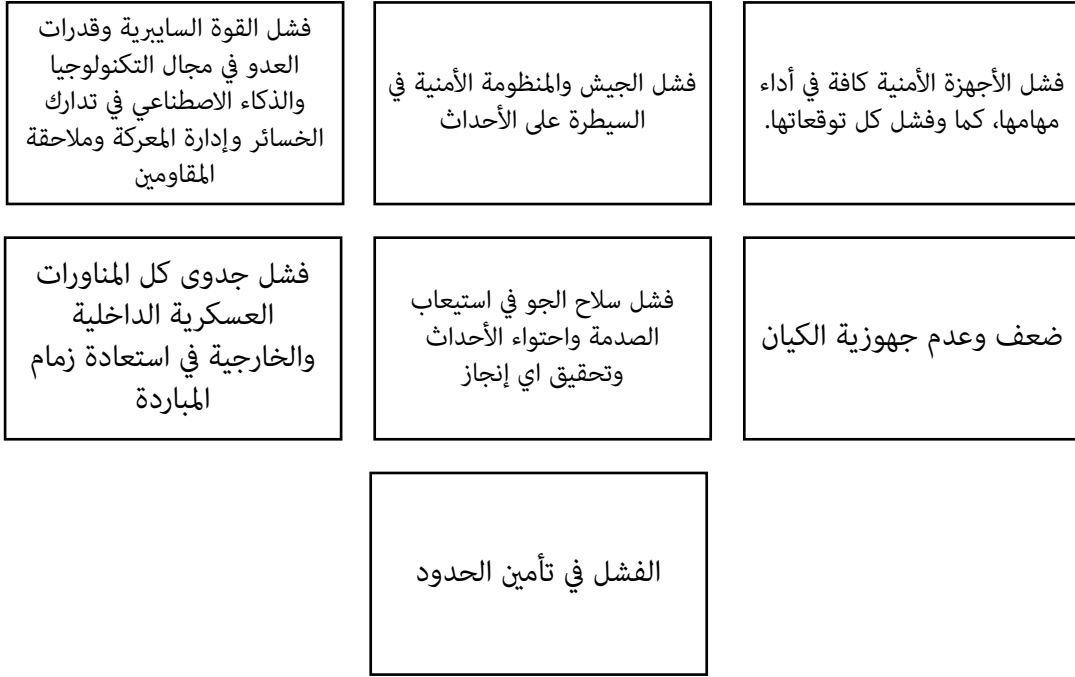 فشل الأجهزة الأمنية كافة في أداء
مهامها، كما وفشل كل توقعاتها.
فشل الجيش والمنظومة الأمنية في
السيطرة على الأحداث
فشل القوة السايبرية وقدرات
العدو في مجال التكنولوجيا
والذكاء الاصطناعي في تدارك
الخسائر وإدارة المعركة وملاحقة
المقاومين
ضعف وعدم جهوزية الكيان
فشل سلاح الجو في استيعاب
الصدمة واحتواء الأحداث
وتحقيق اي إنجاز
فشل جدوى كل المناورات
العسكرية الداخلية
والخارجية في استعادة زمام
المباردة
الفشل في تأمين الحدود